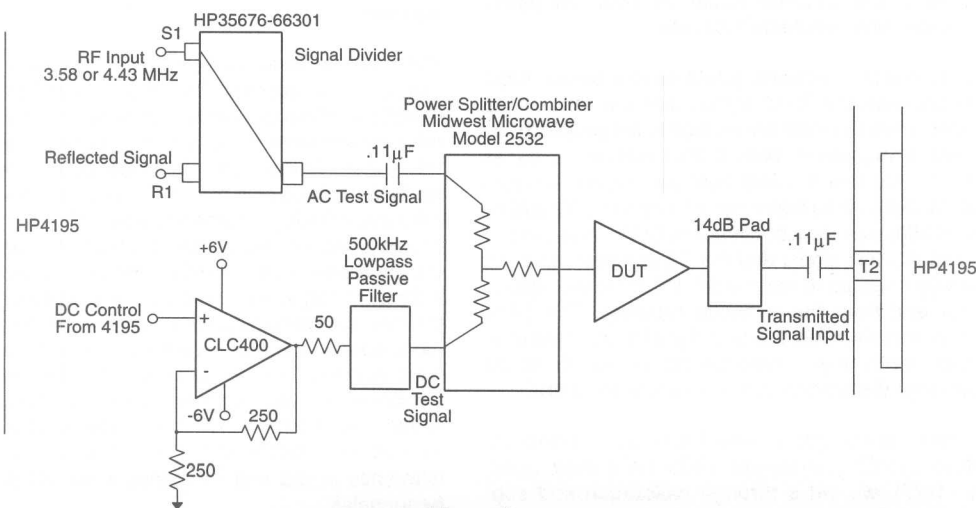 HP35676-66301
S1
RF Input
3.58 or 4.43 MHz
Signal Divider
Power Splitter/Combiner
Midwest Microwave
Model 2532
Reflected Signal
R1
.11µF
AC Test Signal
HP4195
+6V
500kHz
Lowpass
Passive
Filter
14dB Pad
.11µF
DUT
T2
HP4195
DC Control
From 4195
+
CLC400
-
50
Transmitted
Signal Input
DC
Test
Signal
-6V
250
250